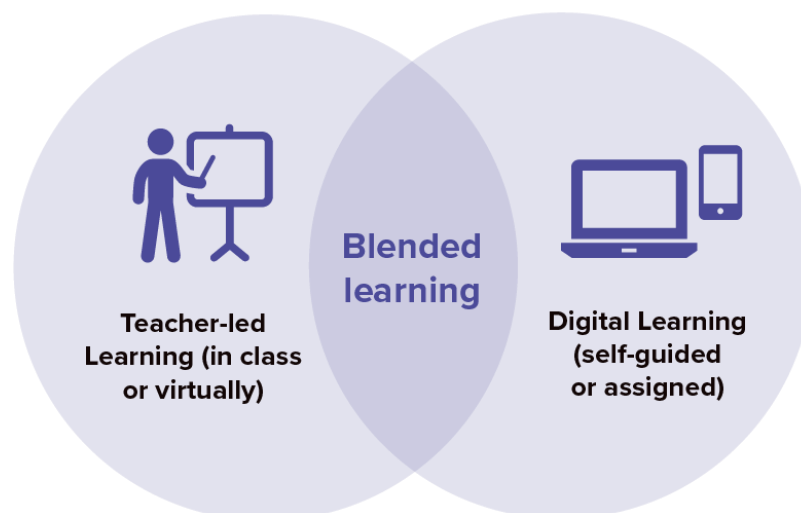 Blended
learning
Teacher-led
Learning (in class
or virtually)
Digital Learning
(self-guided
or assigned)